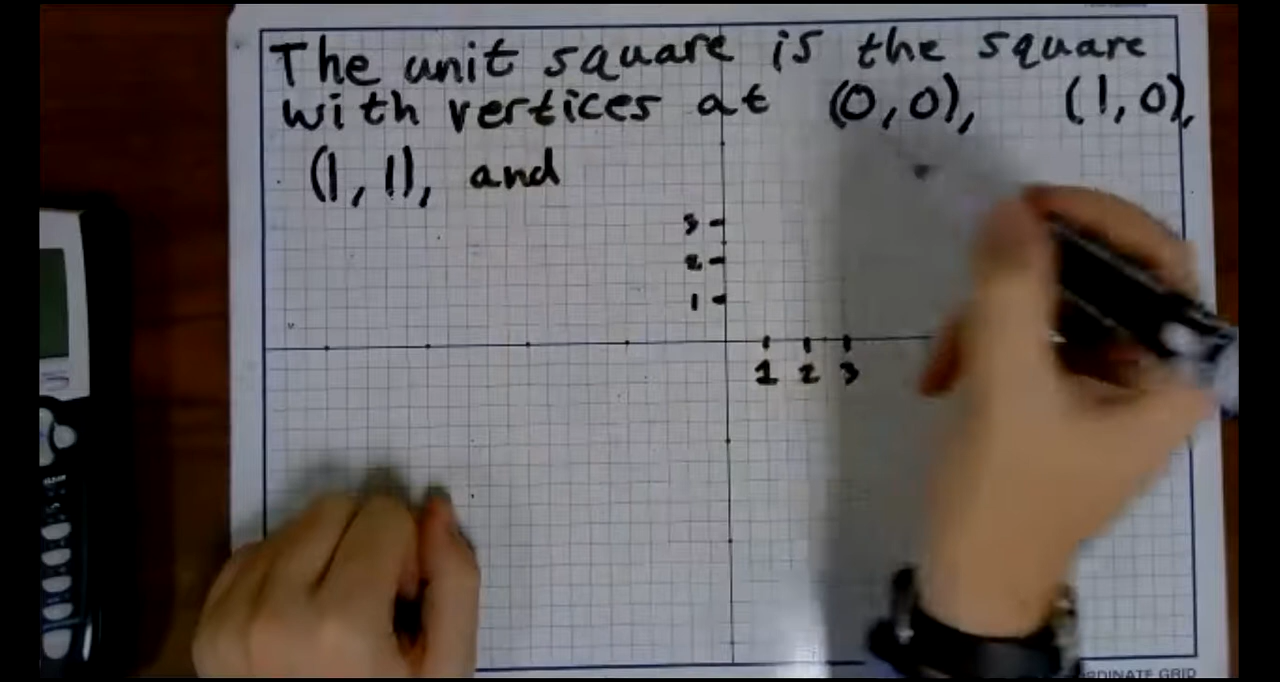 The unit square is the square
with vertices at (0,0), (1,0),
(1,1), and
3
2
1
1 2 3